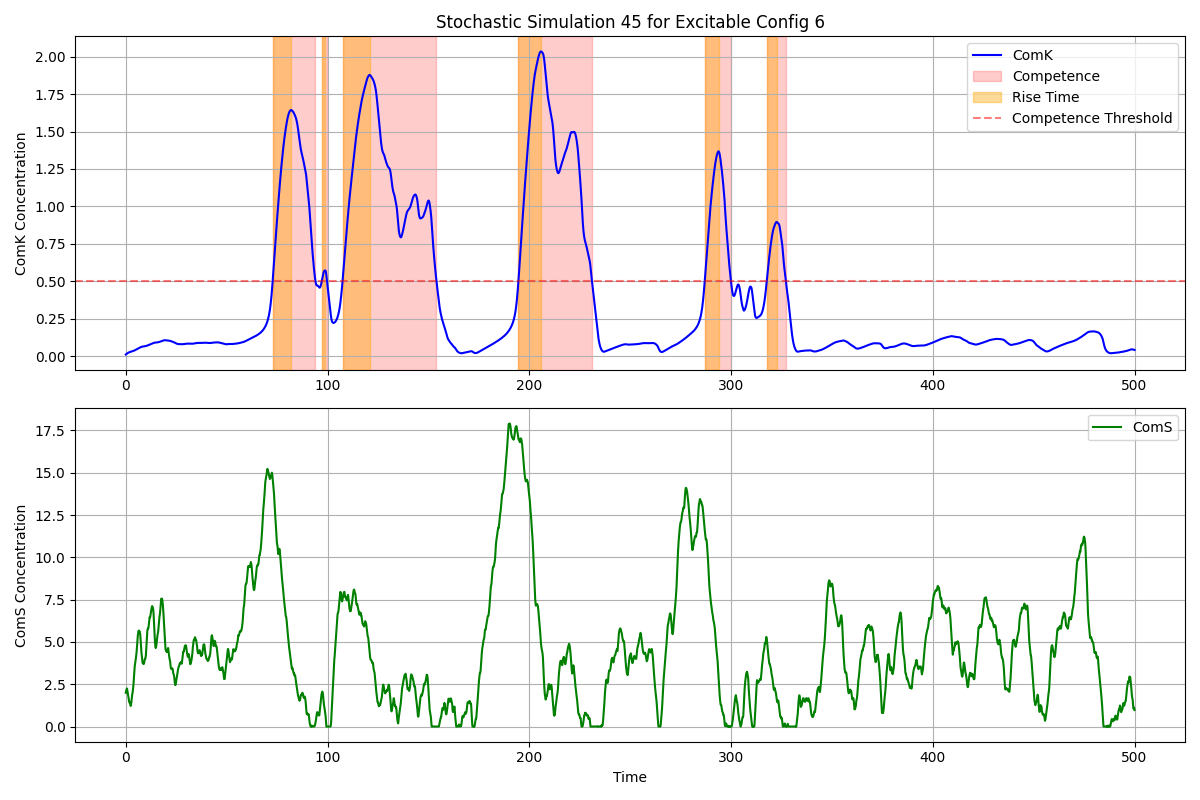 Stochastic Simulation 45 for Excitable Config 6
ComK Concentration
2.00
1.75
1.50
1.25
1.00
0.75
0.50
0.25
0.00
ComK
Competence
Rise Time
Competence Threshold
0 100 200 300 400 500
ComS Concentration
17.5
15.0
12.5
10.0
7.5
5.0
2.5
0.0
ComS
0 100 200 300 400 500
Time